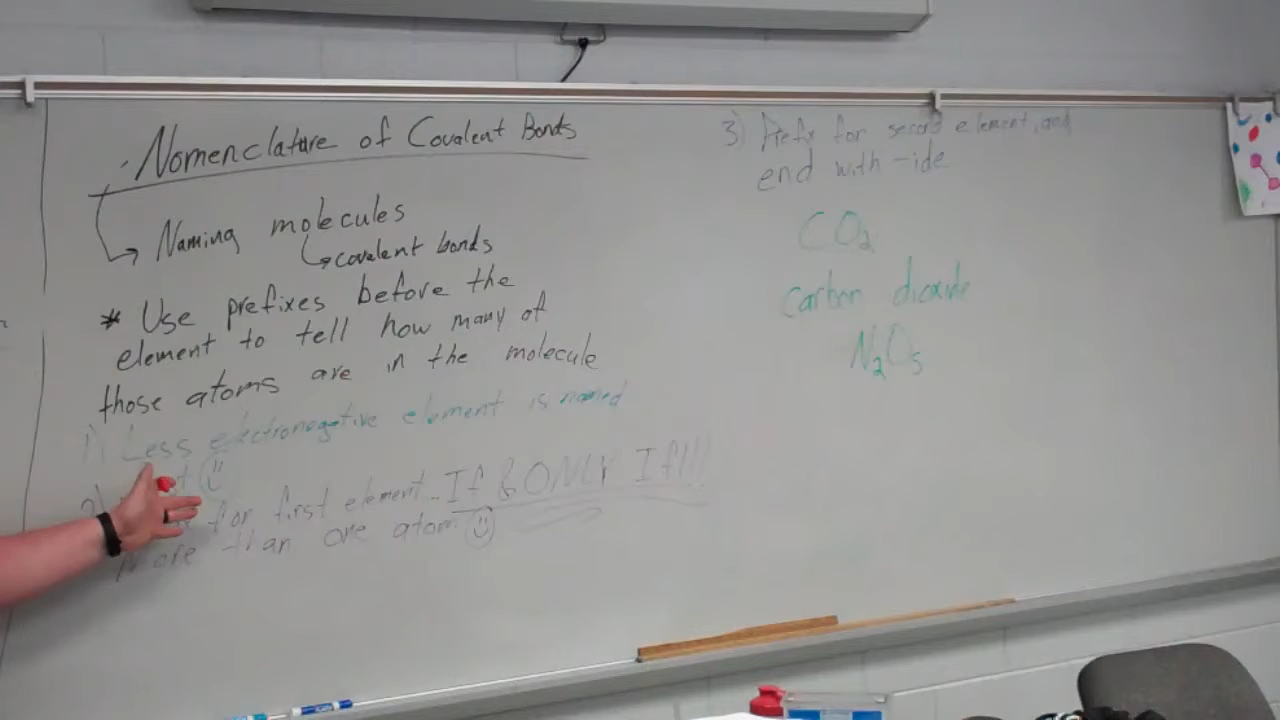 Nomenclature of Covalent Bonds
Naming molecules
covalent bonds
* Use prefixes before the
element to tell how many of
those atoms are in the molecule
1) Less electronegative element is named
2) for first element... If & ONLY If!!!
more than one atom
3) Prefix for second element, and
end with -ide
CO2
carbon dioxide
N2O5